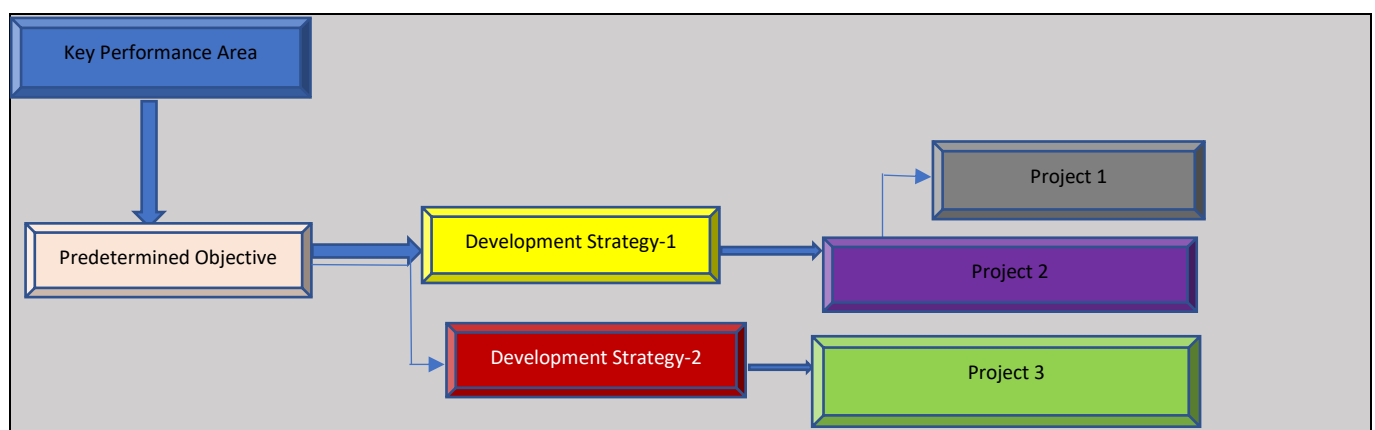 Key Performance Area
Predetermined Objective
Development Strategy-1
Development Strategy-2
Project 1
Project 2
Project 3